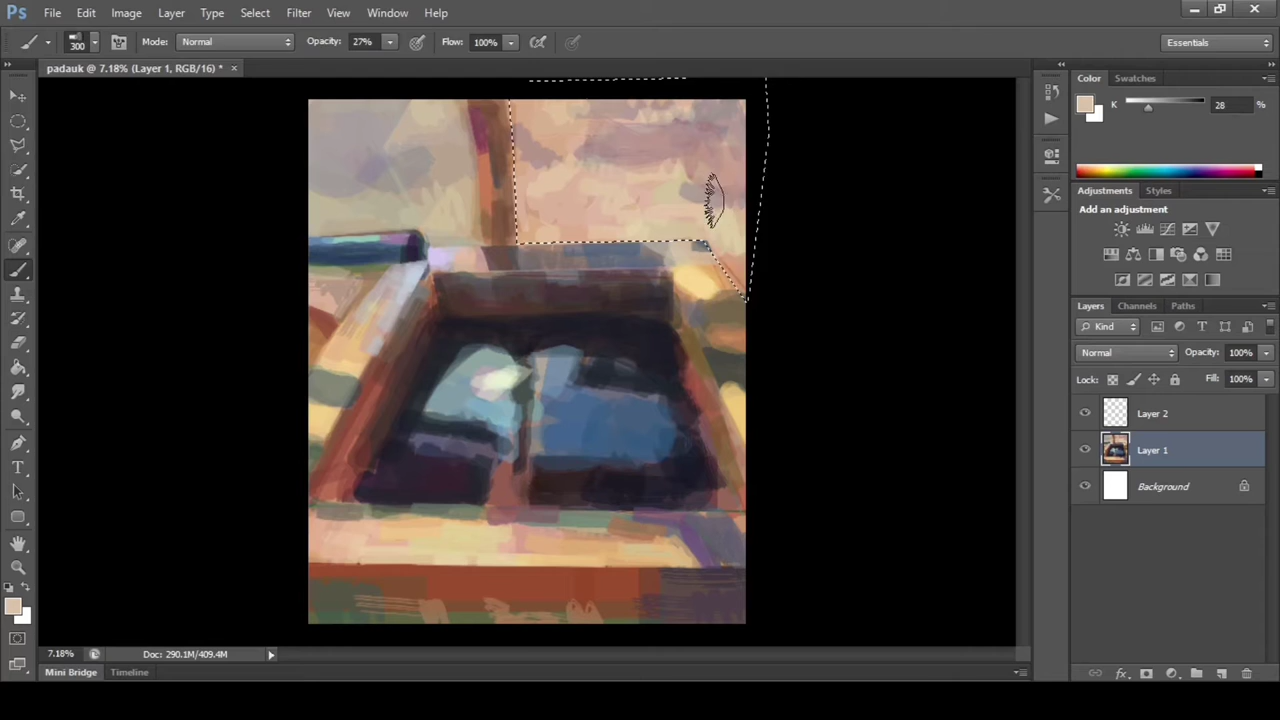 Ps File Edit Image Layer Type Select Filter View Window Help
300 Mode: Normal Opacity: 27% Flow: 100% Essentials
padauk @ 7.18% (Layer 1, RGB/16) * ×
Color Swatches
K 28 %
Adjustments Styles
Add an adjustment
Layers Channels Paths
Kind
Normal Opacity: 100%
Lock: Fill: 100%
Layer 2
Layer 1
Background
7.18% Doc: 290.1M/409.4M
Mini Bridge Timeline